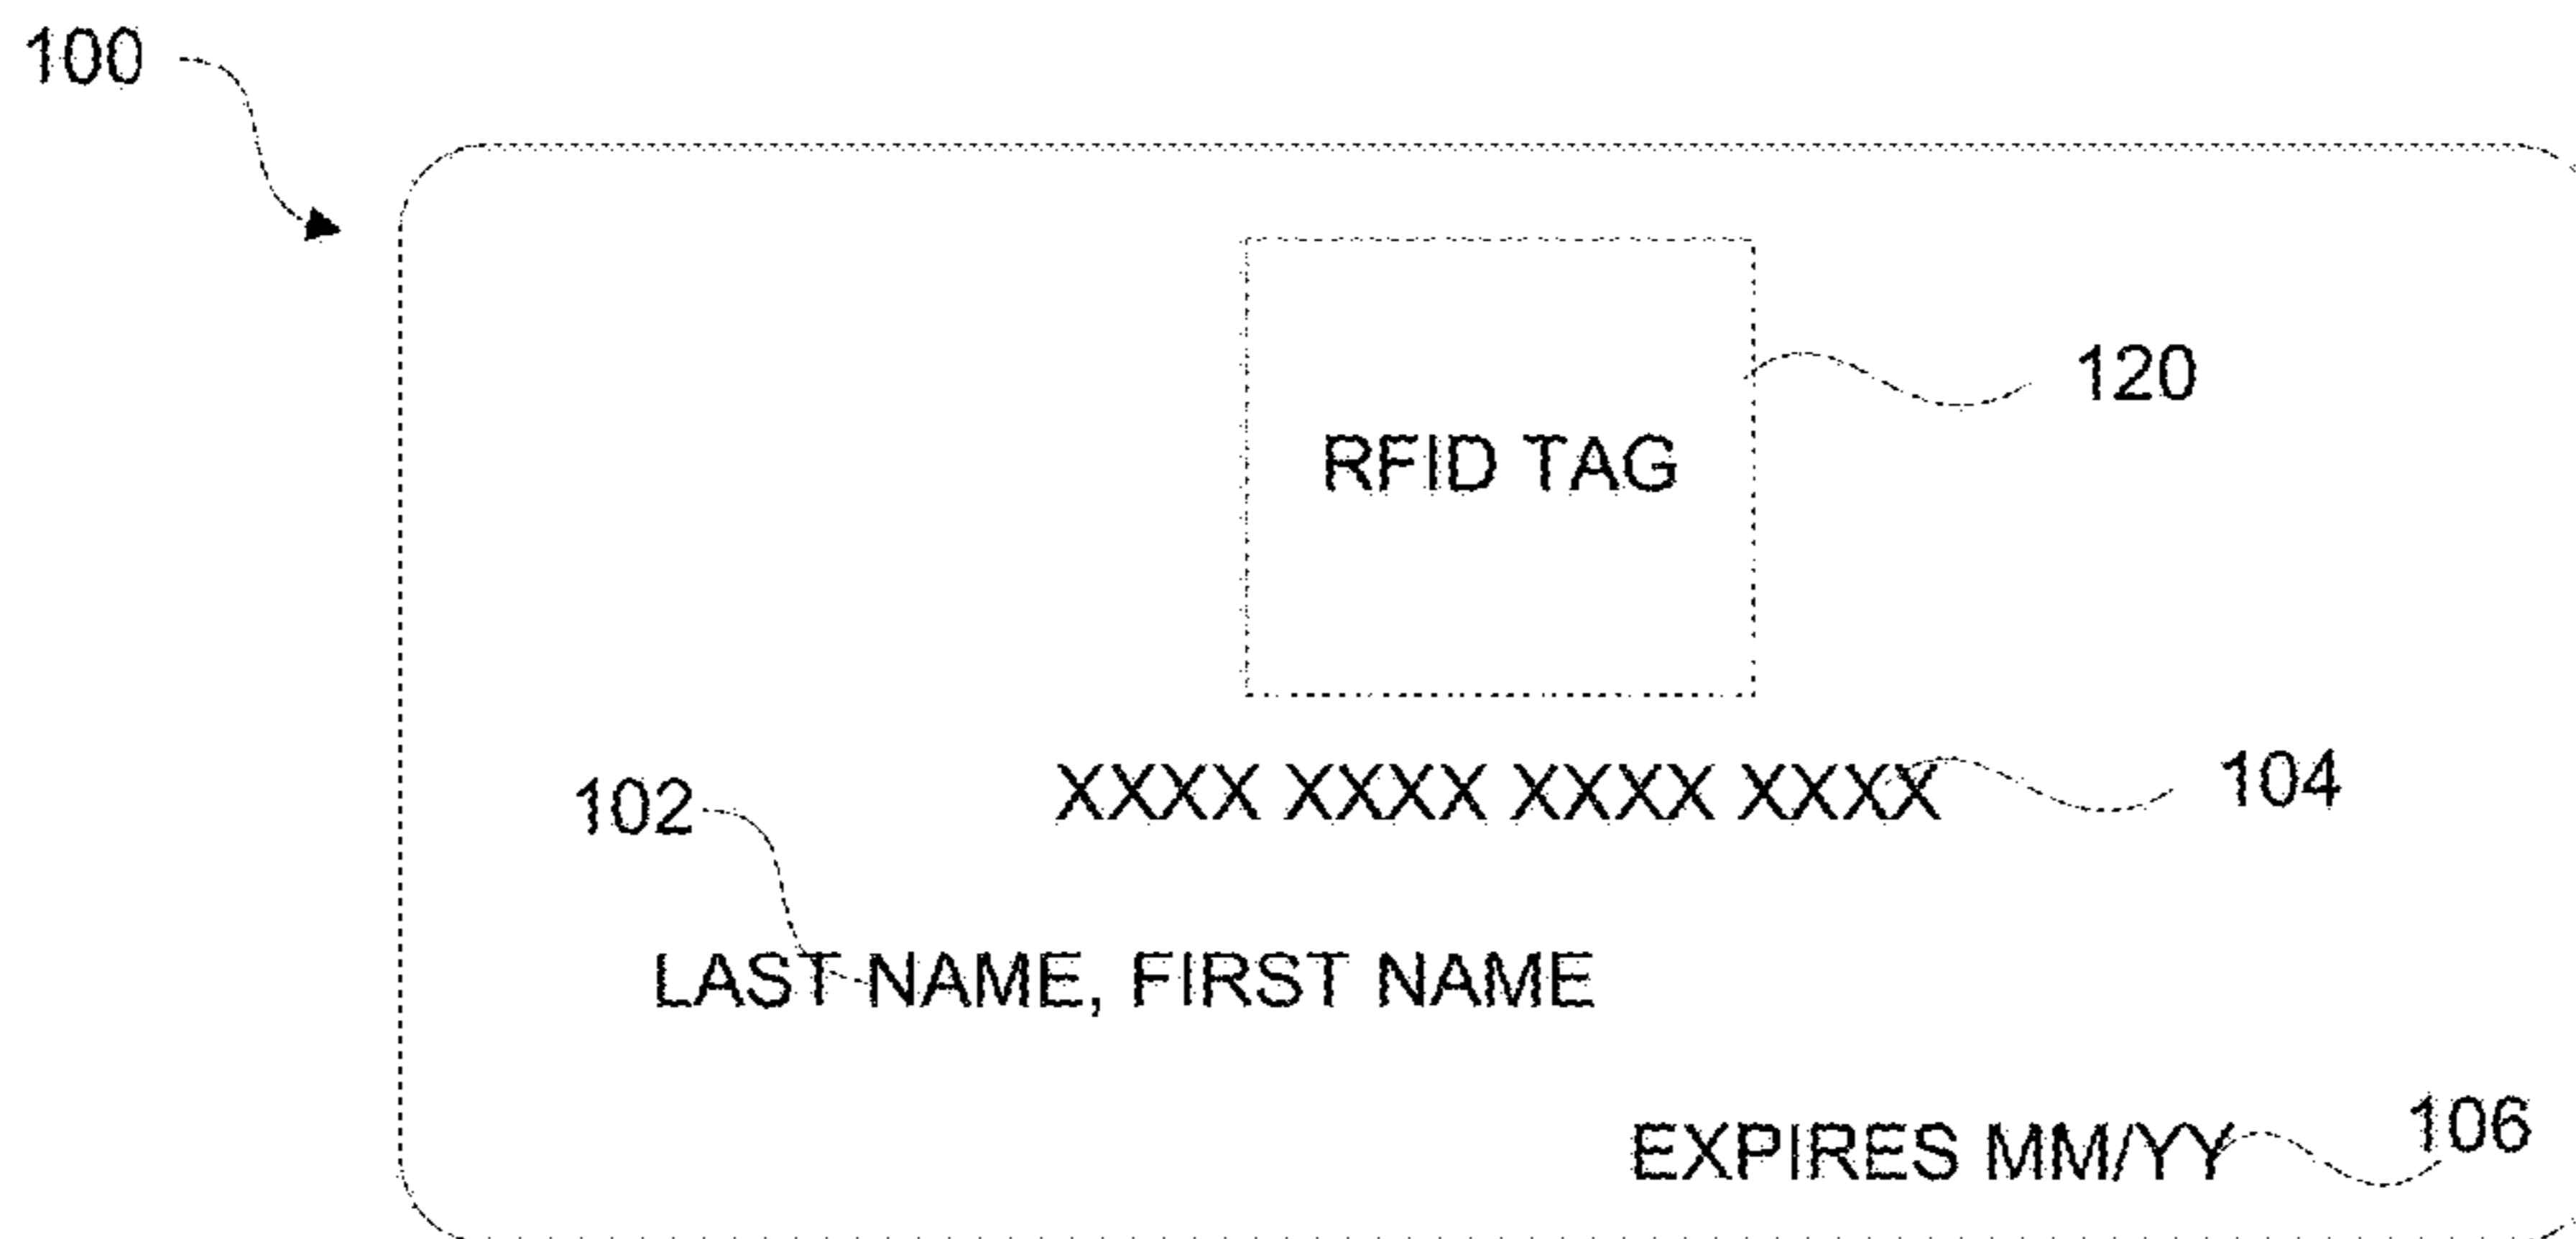 100
120
RFID TAG
XXXX XXXX XXXX XXXX
104
102
LAST NAME, FIRST NAME
106
EXPIRES MM/YY